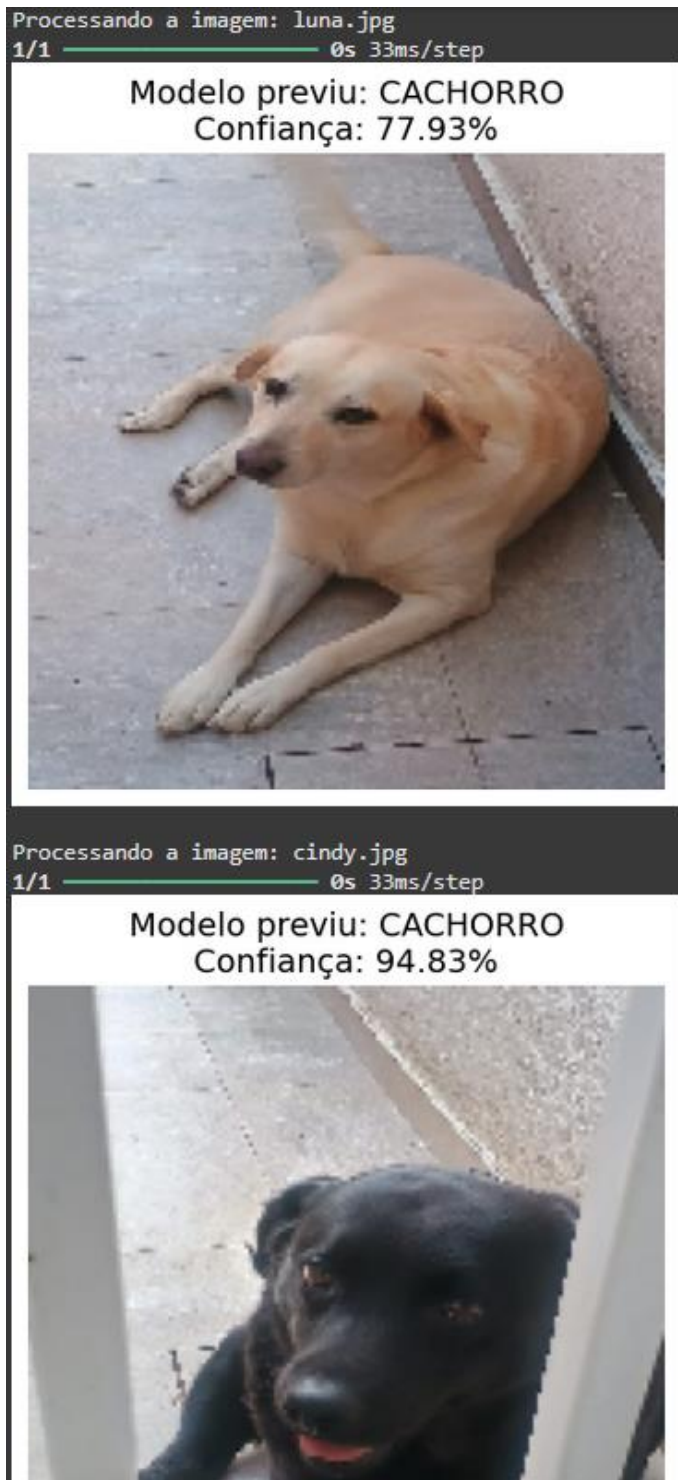 Processando a imagem: luna.jpg
1/1 ━━━━━━━━━━━━━━━━━━━━ 0s 33ms/step
Modelo previu: CACHORRO
Confiança: 77.93%
Processando a imagem: cindy.jpg
1/1 ━━━━━━━━━━━━━━━━━━━━ 0s 33ms/step
Modelo previu: CACHORRO
Confiança: 94.83%